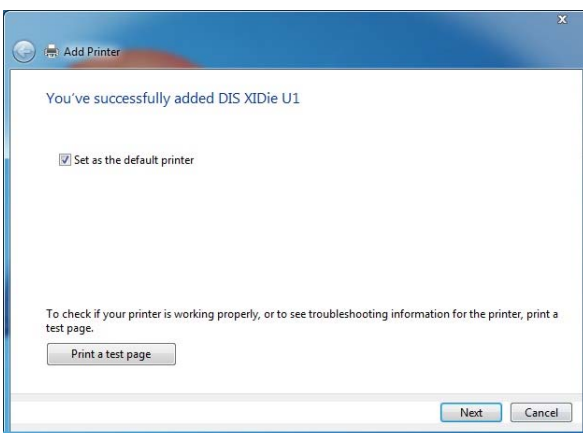 x
Add Printer
You've successfully added DIS XIDie U1
Set as the default printer
To check if your printer is working properly, or to see troubleshooting information for the printer, print a
test page.
Print a test page
Next Cancel